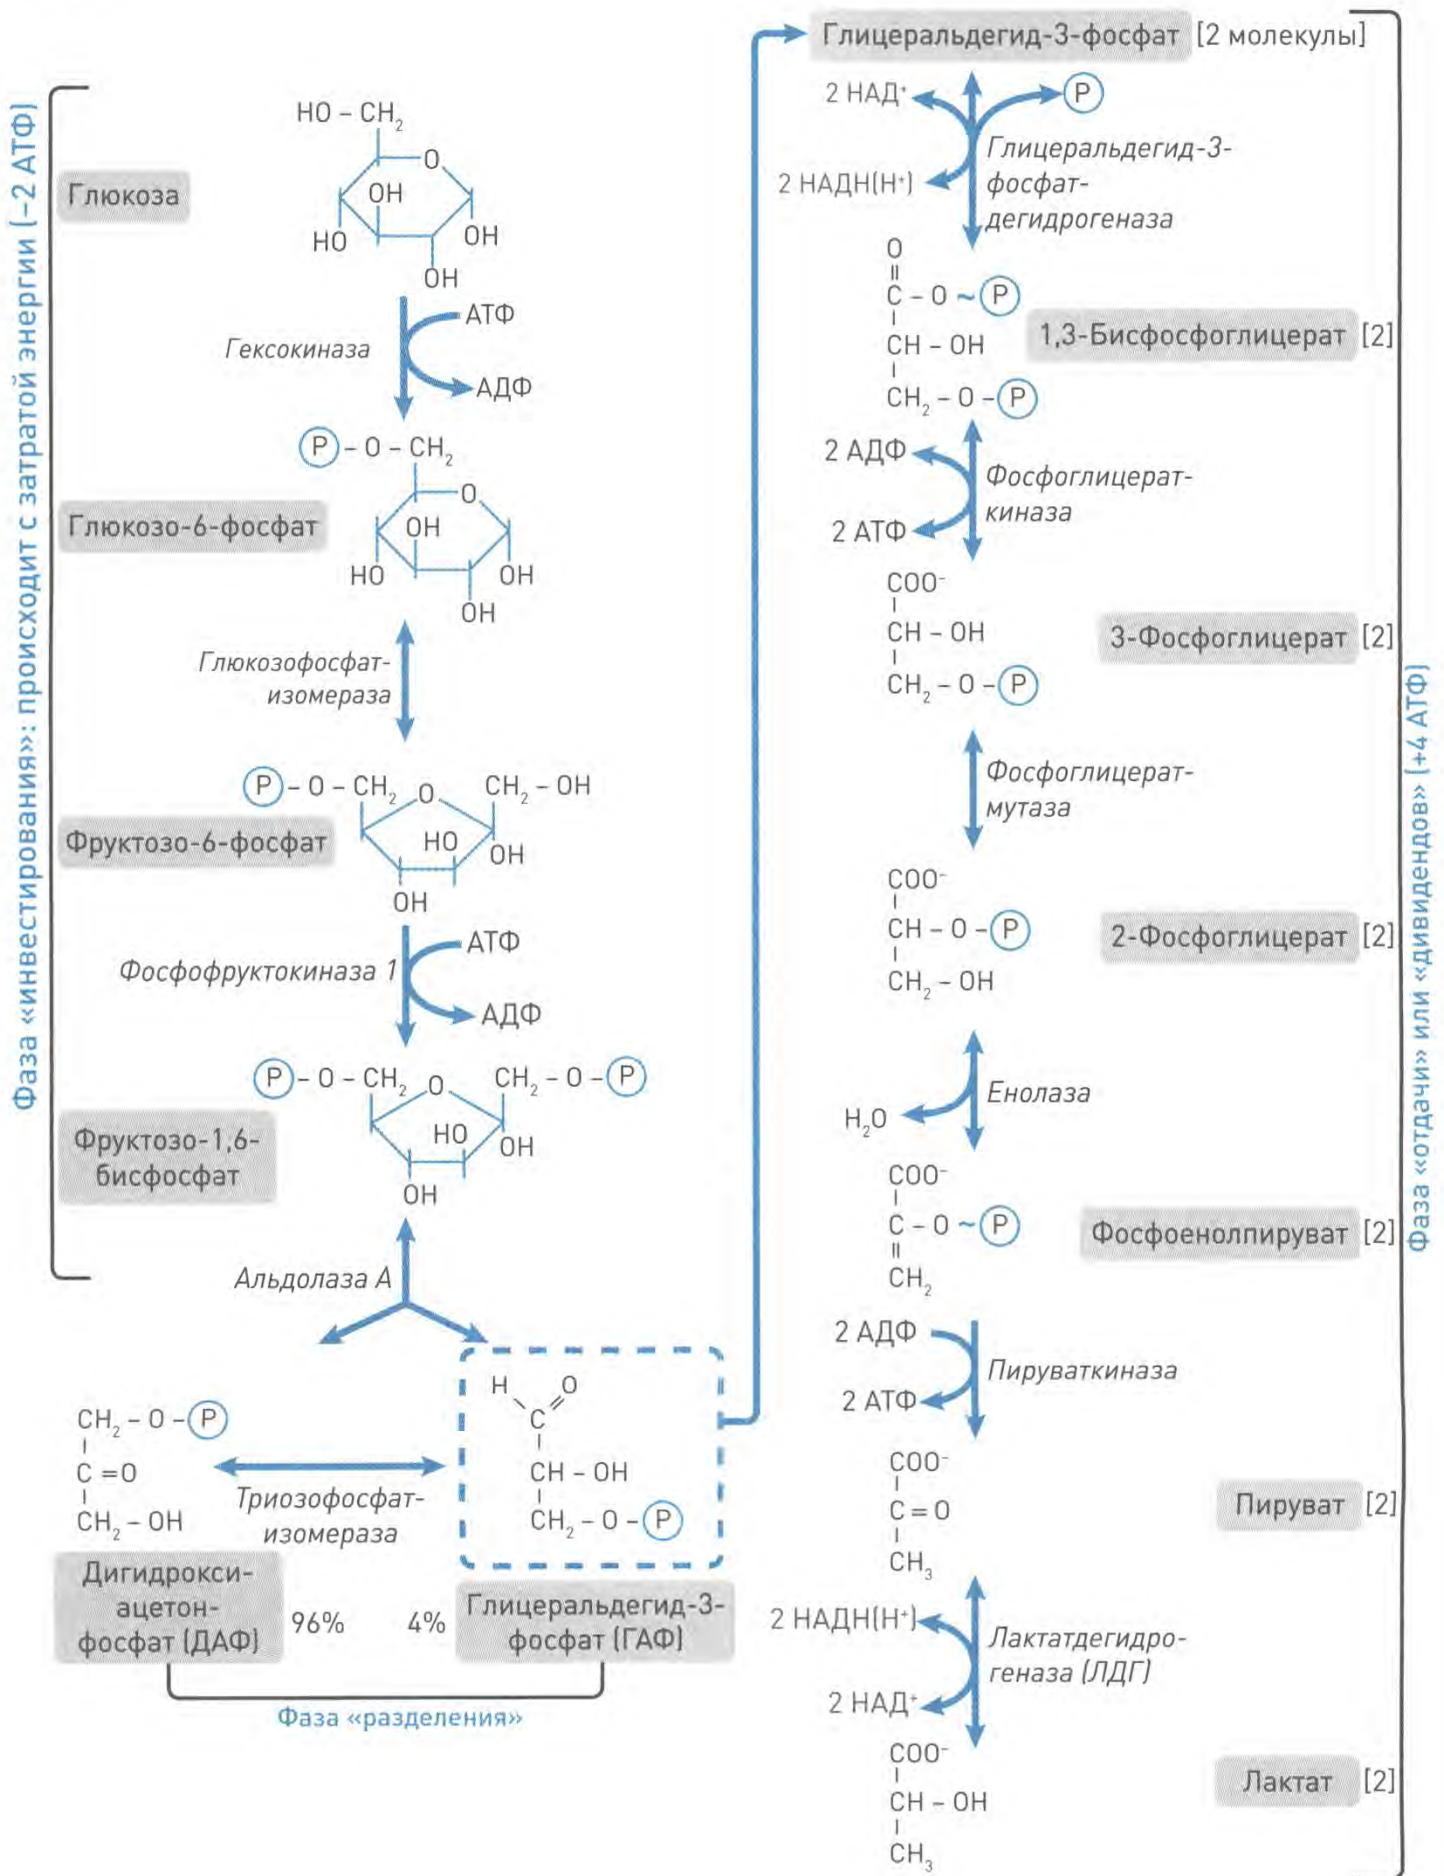 Фаза «инвестирования»: происходит с затратой энергии (−2 АТФ)
Глюкоза
HO – CH2
O
OH
HO
OH
OH
Гексокиназа
АТФ
АДФ
P – O – CH2
Глюкозо-6-фосфат
O
OH
HO
OH
OH
Глюкозофосфат-
изомераза
P – O – CH2
O
CH2 – OH
Фруктозо-6-фосфат
HO
OH
OH
Фосфофруктокиназа 1
АТФ
АДФ
P – O – CH2
O
CH2 – O – P
Фруктозо-1,6-
бисфосфат
HO
OH
OH
Альдолаза А
CH2 – O – P
C =O
CH2 – OH
Триозофосфат-
изомераза
H
O
C
CH – OH
CH2 – O – P
Дигидрокси-
ацетон-
фосфат (ДАФ)
96%
4%
Глицеральдегид-3-
фосфат (ГАФ)
Фаза «разделения»
Глицеральдегид-3-фосфат [2 молекулы]
2 НАД+
P
2 НАДН(Н+)
Глицеральдегид-3-
фосфат-
дегидрогеназа
O
C – O ~ P
CH – OH
CH2 – O – P
1,3-Бисфосфоглицерат [2]
2 АДФ
2 АТФ
Фосфоглицерат-
киназа
COO-
CH – OH
CH2 – O – P
3-Фосфоглицерат [2]
Фосфоглицерат-
мутаза
COO-
CH – O – P
CH2 – OH
2-Фосфоглицерат [2]
H2O
Енолаза
COO-
C – O ~ P
CH2
Фосфоенолпируват [2]
2 АДФ
2 АТФ
Пируваткиназа
COO-
C = O
CH3
Пируват [2]
2 НАДН(Н+)
2 НАД+
Лактатдегидро-
геназа (ЛДГ)
COO-
CH – OH
CH3
Лактат [2]
Фаза «отдачи» или «дивидендов» (+4 АТФ)